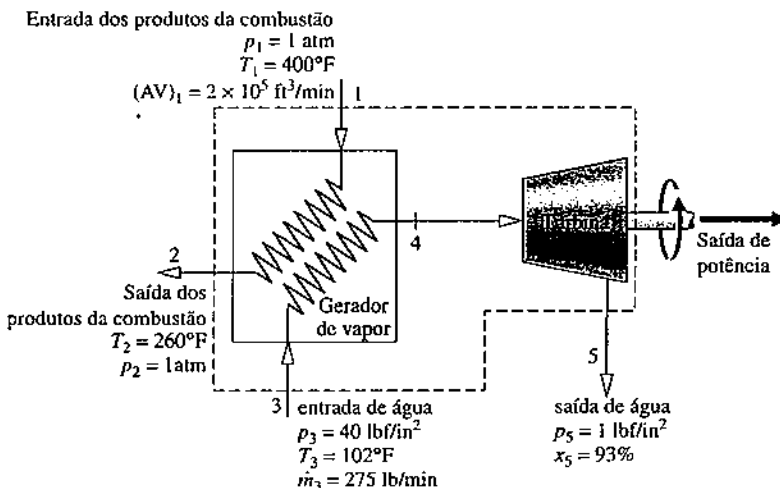 Entrada dos produtos da combustão
p₁ = 1 atm
T₁ = 400°F
(AV)₁ = 2 × 10⁵ ft³/min
1
2
Saída dos
produtos da combustão
T₂ = 260°F
p₂ = 1atm
Gerador
de vapor
4
Turbina
Saída de
potência
3
entrada de água
p₃ = 40 lbf/in²
T₃ = 102°F
ṁ₃ = 275 lb/min
5
saída de água
p₅ = 1 lbf/in²
x₅ = 93%